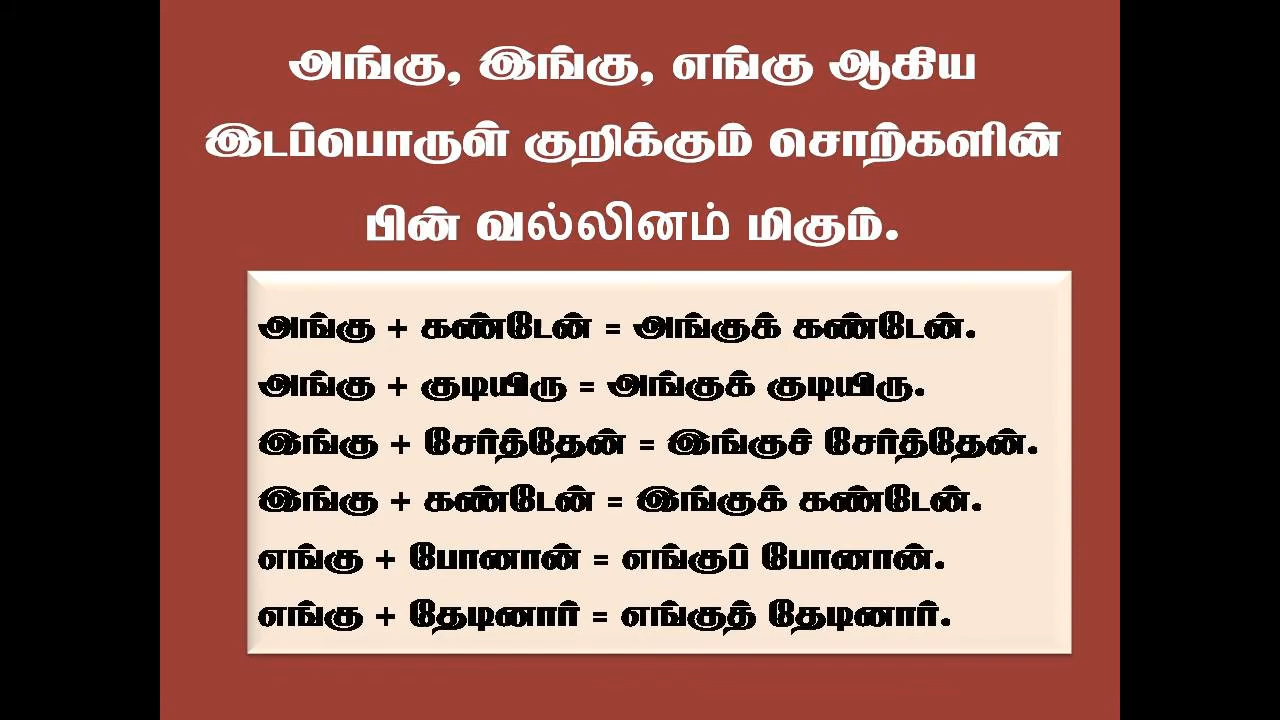 அங்கு, இங்கு, எங்கு ஆகிய
இடப்பொருள் குறிக்கும் சொற்களின்
பின் வல்லினம் மிகும்.
அங்கு + கண்டேன் = அங்குக் கண்டேன்.
அங்கு + குடியிரு = அங்குக் குடியிரு.
இங்கு + சேர்த்தேன் = இங்குச் சேர்த்தேன்.
இங்கு + கண்டேன் = இங்குக் கண்டேன்.
எங்கு + போனான் = எங்குப் போனான்.
எங்கு + தேடினார் = எங்குத் தேடினார்.